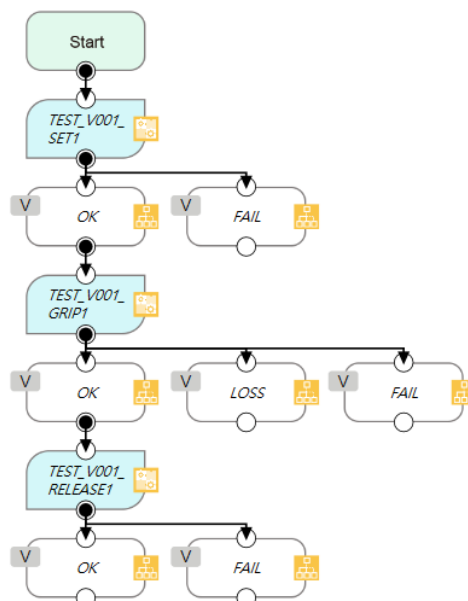 Start
TEST_V001_
SET1
V
OK
V
FAIL
TEST_V001_
GRIP1
V
OK
V
LOSS
V
FAIL
TEST_V001_
RELEASE1
V
OK
V
FAIL